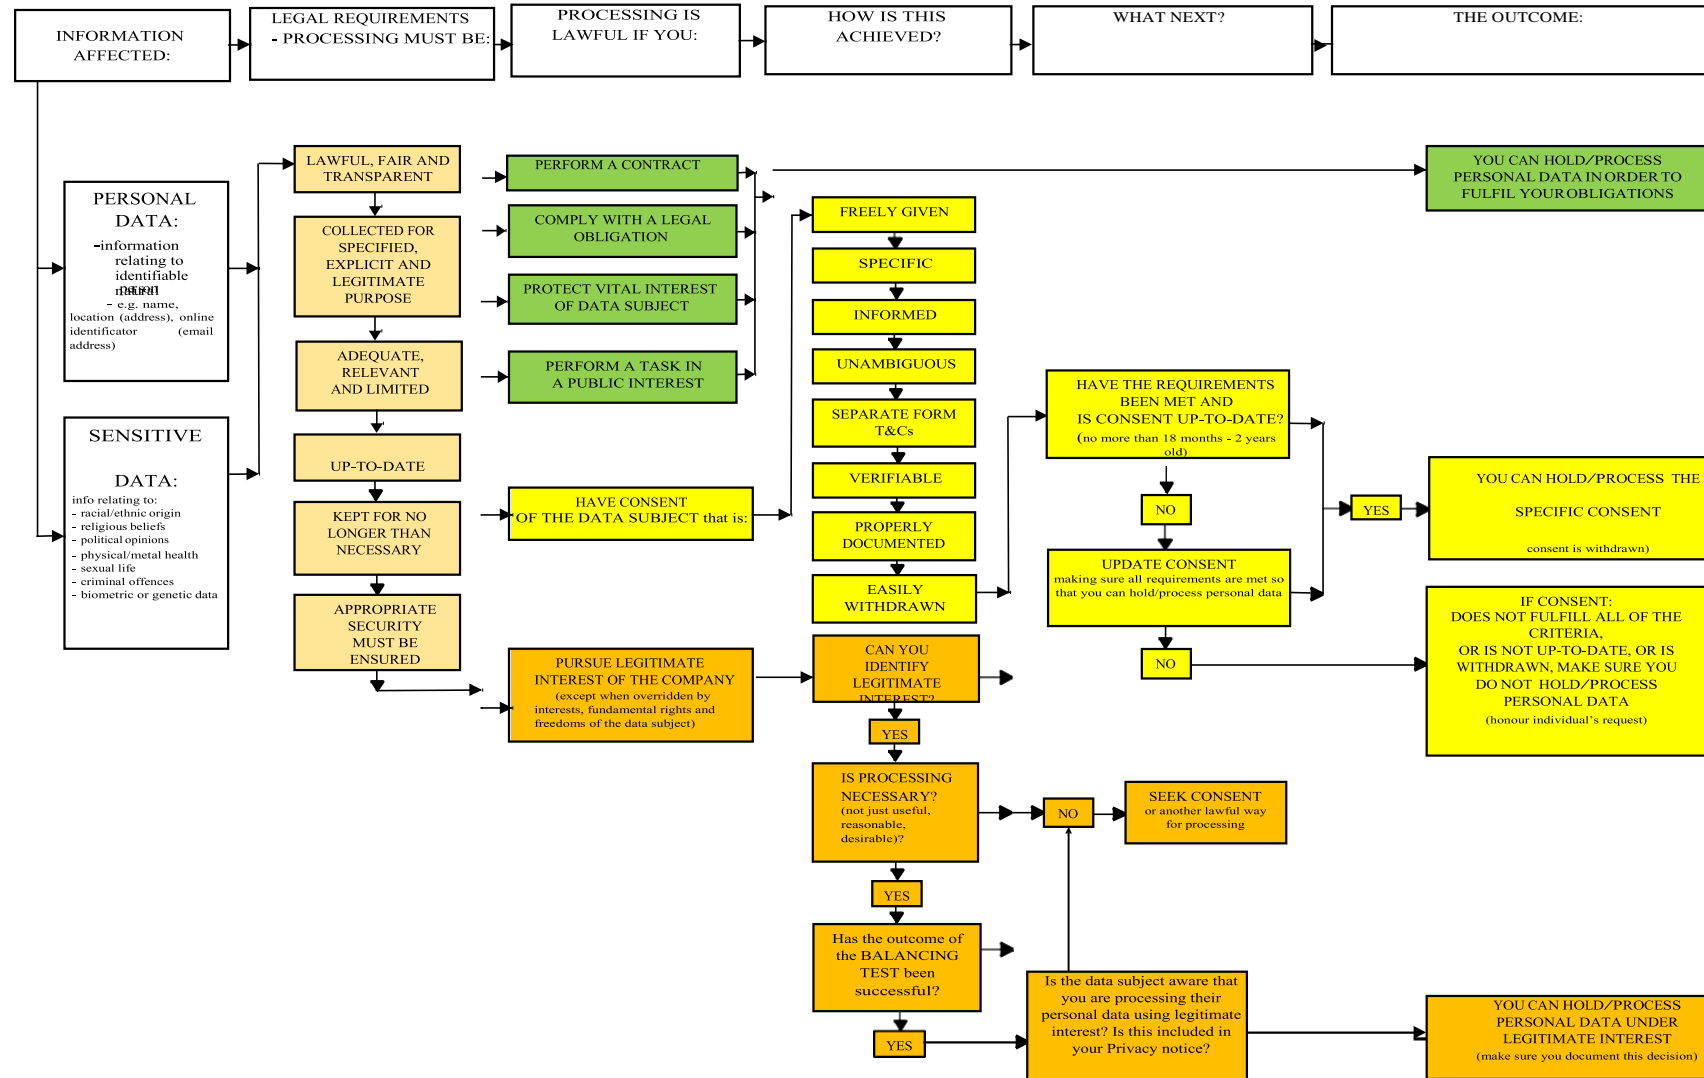 INFORMATION
AFFECTED:
LEGAL REQUIREMENTS
- PROCESSING MUST BE:
PROCESSING IS
LAWFUL IF YOU:
HOW IS THIS
ACHIEVED?
WHAT NEXT?
THE OUTCOME:
PERSONAL
DATA:
-information
relating to
identifiable
natural
person
- e.g. name,
location (address), online
identificator (email
address)
SENSITIVE
DATA:
info relating to:
- racial/ethnic origin
- religious beliefs
- political opinions
- physical/metal health
- sexual life
- criminal offences
- biometric or genetic data
LAWFUL, FAIR AND
TRANSPARENT
COLLECTED FOR
SPECIFIED,
EXPLICIT AND
LEGITIMATE
PURPOSE
ADEQUATE,
RELEVANT
AND LIMITED
UP-TO-DATE
KEPT FOR NO
LONGER THAN
NECESSARY
APPROPRIATE
SECURITY
MUST BE
ENSURED
PERFORM A CONTRACT
COMPLY WITH A LEGAL
OBLIGATION
PROTECT VITAL INTEREST
OF DATA SUBJECT
PERFORM A TASK IN
A PUBLIC INTEREST
HAVE CONSENT
OF THE DATA SUBJECT that is:
PURSUE LEGITIMATE
INTEREST OF THE COMPANY
(except when overridden by
interests, fundamental rights and
freedoms of the data subject)
FREELY GIVEN
SPECIFIC
INFORMED
UNAMBIGUOUS
SEPARATE FORM
T&Cs
VERIFIABLE
PROPERLY
DOCUMENTED
EASILY
WITHDRAWN
CAN YOU
IDENTIFY
LEGITIMATE
INTEREST?
YES
IS PROCESSING
NECESSARY?
(not just useful,
reasonable,
desirable)?
YES
Has the outcome of
the BALANCING
TEST been
successful?
YES
HAVE THE REQUIREMENTS
BEEN MET AND
IS CONSENT UP-TO-DATE?
(no more than 18 months - 2 years
old)
NO
UPDATE CONSENT
making sure all requirements are met so
that you can hold/process personal data
NO
YES
NO
SEEK CONSENT
or another lawful way
for processing
Is the data subject aware that
you are processing their
personal data using legitimate
interest? Is this included in
your Privacy notice?
YOU CAN HOLD/PROCESS
PERSONAL DATA IN ORDER TO
FULFIL YOUR OBLIGATIONS
YOU CAN HOLD/PROCESS THE
SPECIFIC CONSENT
consent is withdrawn)
IF CONSENT:
DOES NOT FULFILL ALL OF THE
CRITERIA,
OR IS NOT UP-TO-DATE, OR IS
WITHDRAWN, MAKE SURE YOU
DO NOT HOLD/PROCESS
PERSONAL DATA
(honour individual's request)
YOU CAN HOLD/PROCESS
PERSONAL DATA UNDER
LEGITIMATE INTEREST
(make sure you document this decision)